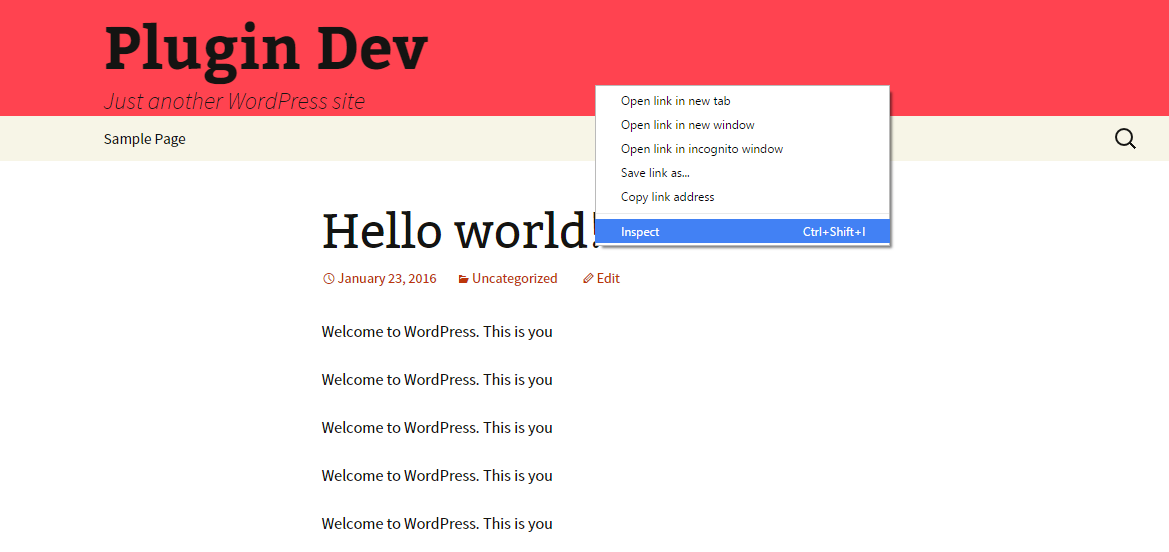 Plugin Dev
Just another WordPress site
Sample Page
Open link in new tab
Open link in new window
Open link in incognito window
Save link as...
Copy link address
Inspect Ctrl+Shift+I
Hello world!
January 23, 2016 Uncategorized Edit
Welcome to WordPress. This is you
Welcome to WordPress. This is you
Welcome to WordPress. This is you
Welcome to WordPress. This is you
Welcome to WordPress. This is you